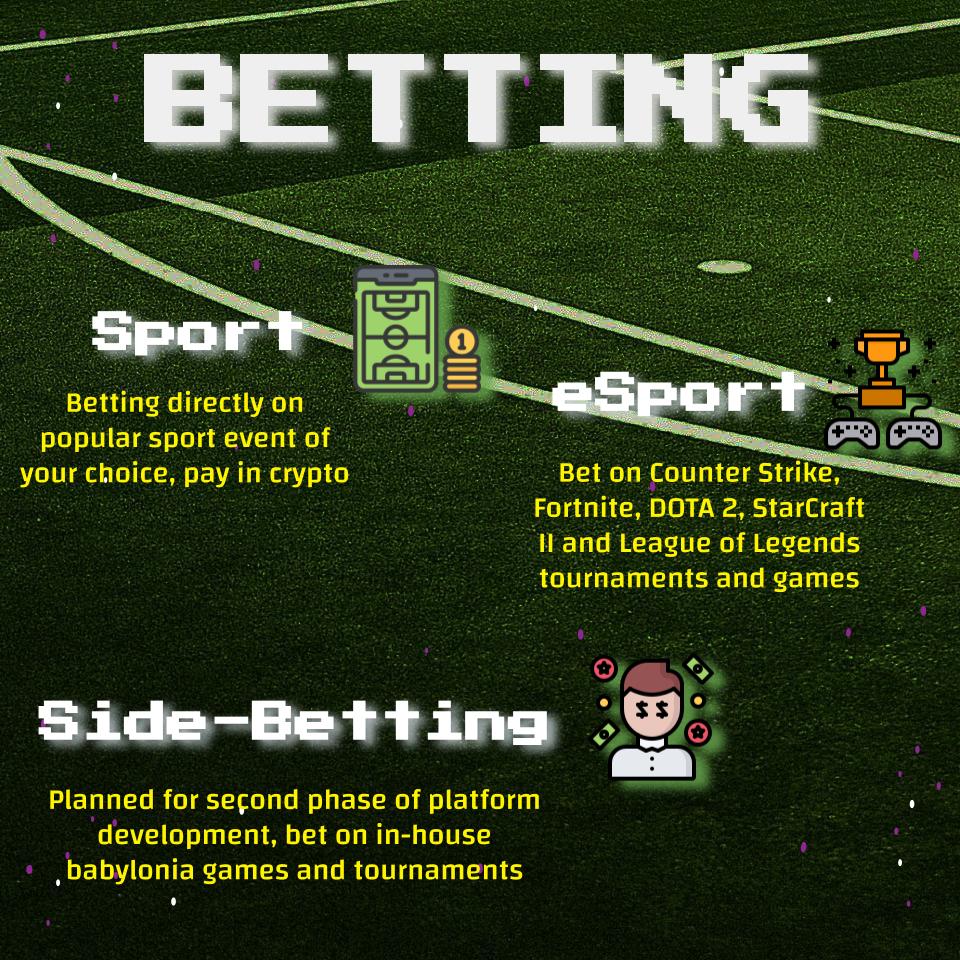 BETTING
Sport
Betting directly on
popular sport event of
your choice, pay in crypto
1
eSport
Bet on Counter Strike,
Fortnite, DOTA 2, StarCraft
II and League of Legends
tournaments and games
Side-Betting
$ $
Planned for second phase of platform
development, bet on in-house
babylonia games and tournaments